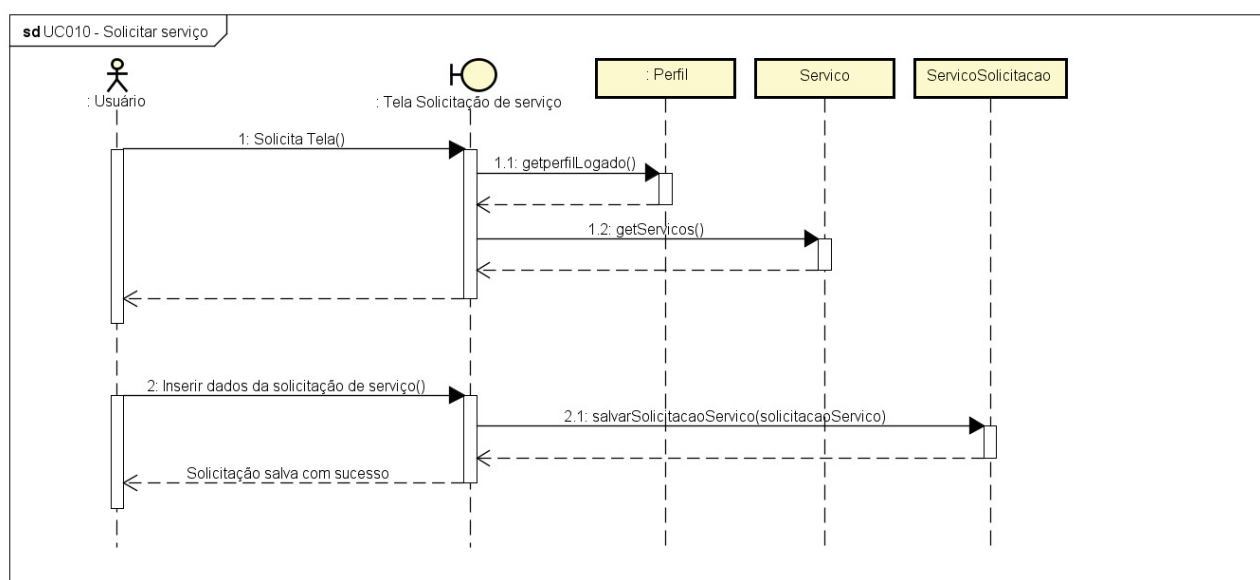 sd UC010 - Solicitar serviço
: Usuário
: Tela Solicitação de serviço
: Perfil
Servico
ServicoSolicitacao
1: Solicita Tela()
1.1: getperfilLogado()
1.2: getServicos()
2: Inserir dados da solicitação de serviço()
2.1: salvarSolicitacaoServico(solicitacaoServico)
Solicitação salva com sucesso